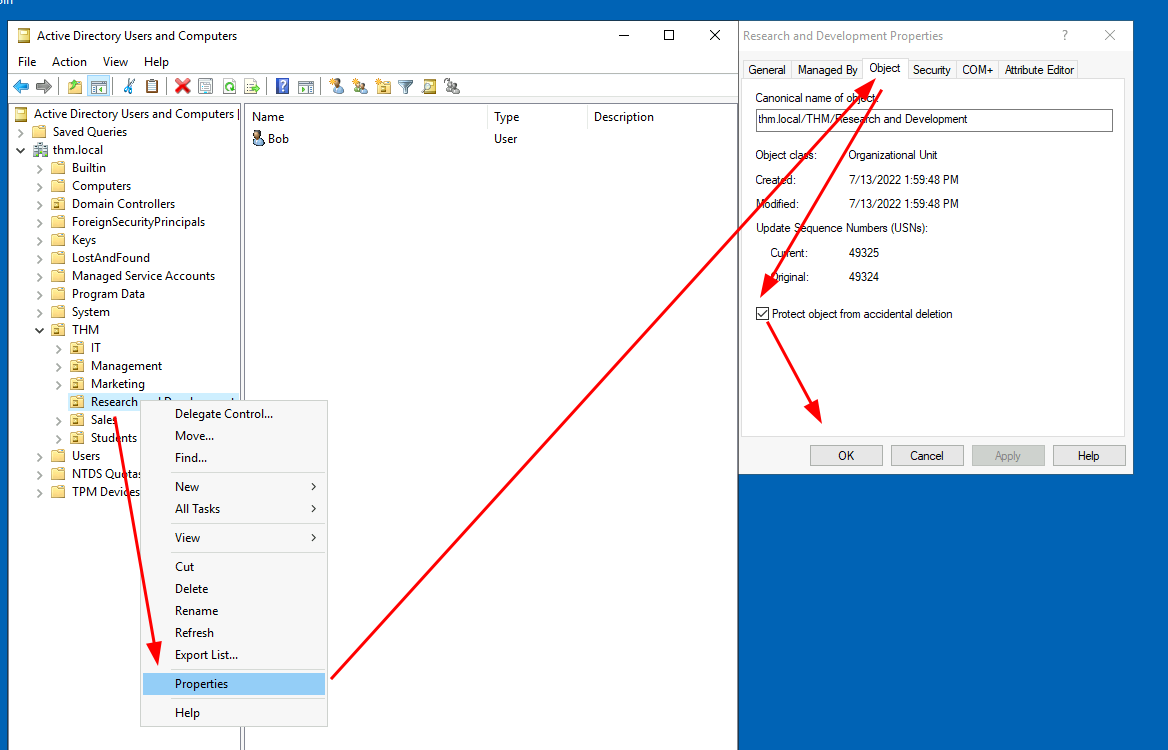 Active Directory Users and Computers
File Action View Help
Active Directory Users and Computers
Saved Queries
thm.local
Builtin
Computers
Domain Controllers
ForeignSecurityPrincipals
Keys
LostAndFound
Managed Service Accounts
Program Data
System
THM
IT
Management
Marketing
Research
Sales
Students
Users
NTDS Quotas
TPM Devices
Name Type Description
Bob User
Delegate Control...
Move...
Find...
New
All Tasks
View
Cut
Delete
Rename
Refresh
Export List...
Properties
Help
Research and Development Properties
General Managed By Object Security COM+ Attribute Editor
Canonical name of object:
thm.local/THM/Research and Development
Object class: Organizational Unit
Created: 7/13/2022 1:59:48 PM
Modified: 7/13/2022 1:59:48 PM
Update Sequence Numbers (USNs):
Current: 49325
Original: 49324
Protect object from accidental deletion
OK Cancel Apply Help